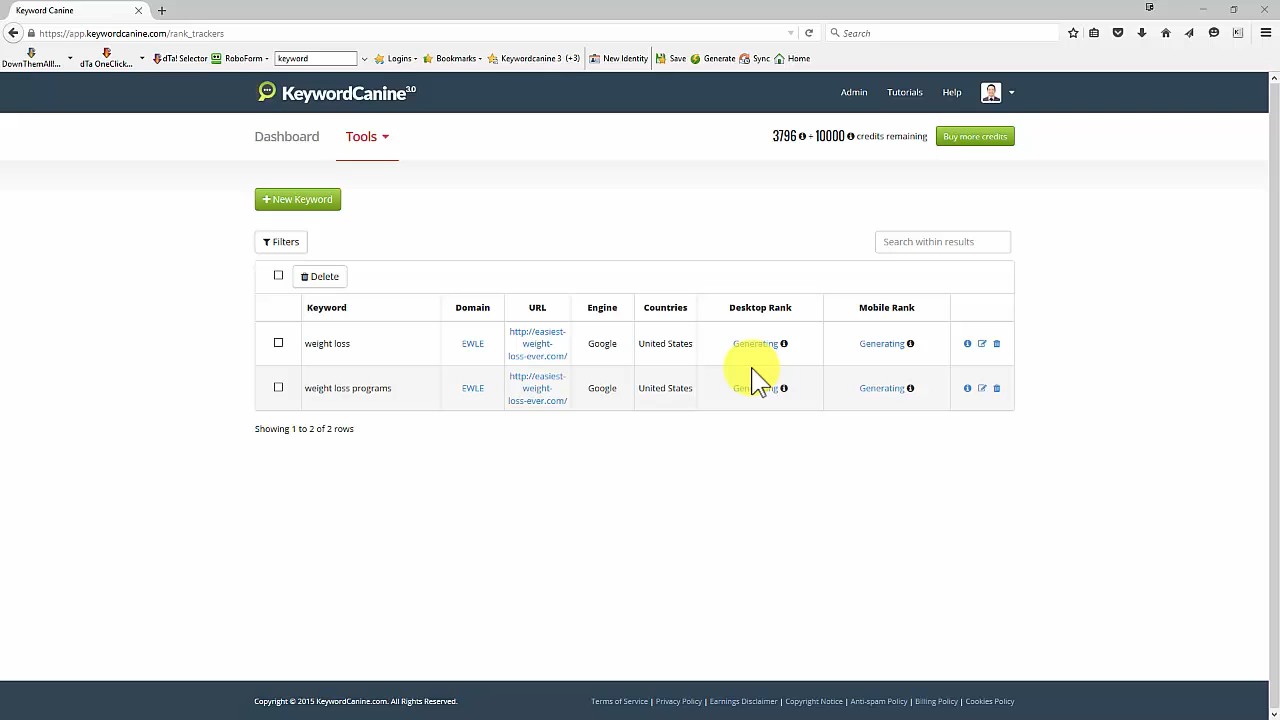 Keyword Canine
https://app.keywordcanine.com/rank_trackers
Search
DownThemAll!...
dTa OneClick...
dTa! Selector
RoboForm
keyword
Logins
Bookmarks
Keywordcanine 3 (+3)
New Identity
Save
Generate
Sync
Home
KeywordCanine 3.0
Admin
Tutorials
Help
Dashboard
Tools
3796 + 10000 credits remaining
Buy more credits
+ New Keyword
Filters
Search within results
Delete
Keyword Domain URL Engine Countries Desktop Rank Mobile Rank
weight loss EWLE http://easiest-
weight-
loss-ever.com/
Google United States Generating Generating
weight loss programs EWLE http://easiest-
weight-
loss-ever.com/
Google United States Generating
Showing 1 to 2 of 2 rows
Copyright © 2015 KeywordCanine.com. All Rights Reserved.
Terms of Service | Privacy Policy | Earnings Disclaimer | Copyright Notice | Anti-spam Policy | Billing Policy | Cookies Policy